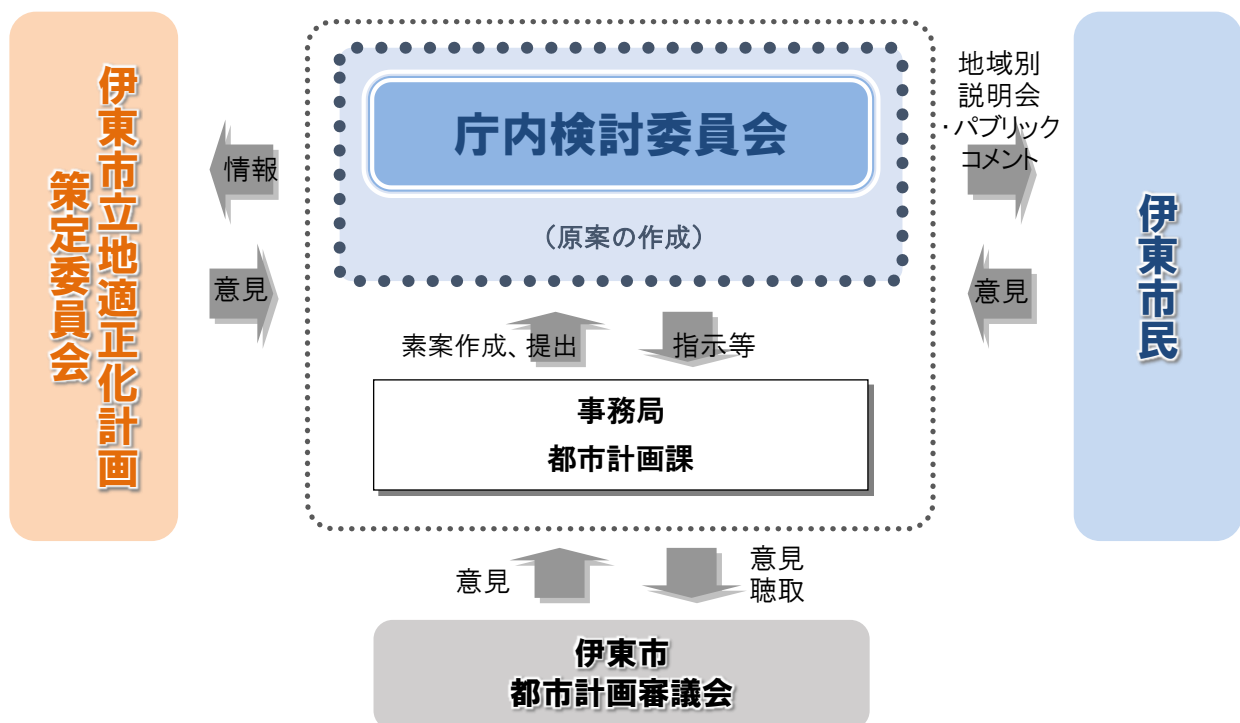 伊東市立地適正化計画
策定委員会
情報
意見
庁内検討委員会
（原案の作成）
素案作成、提出
指示等
事務局
都市計画課
地域別
説明会
・パブリック
コメント
意見
伊東市民
意見
意見
聴取
伊東市
都市計画審議会